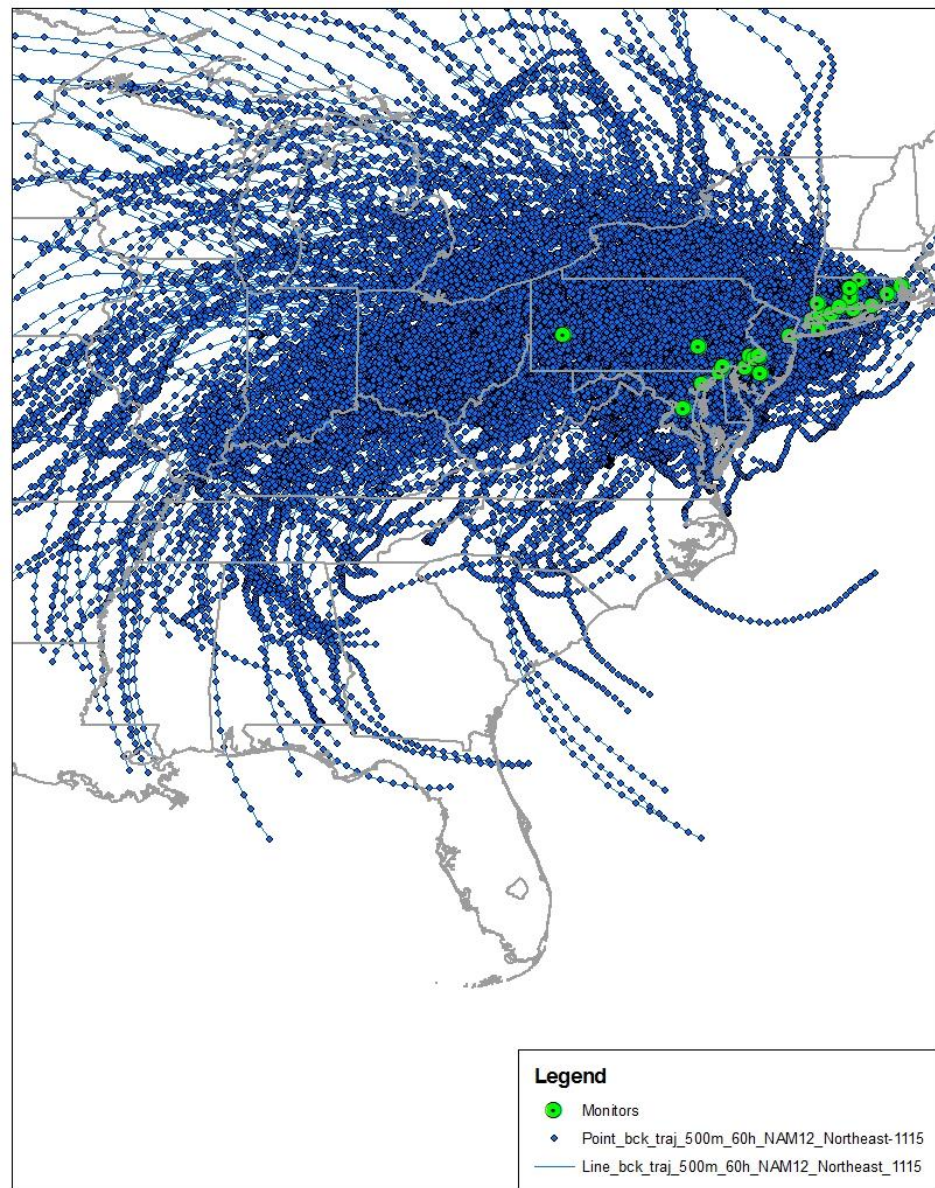 Legend
Monitors
Point_bck_traj_500m_60h_NAM12_Northeast-1115
Line_bck_traj_500m_60h_NAM12_Northeast_1115